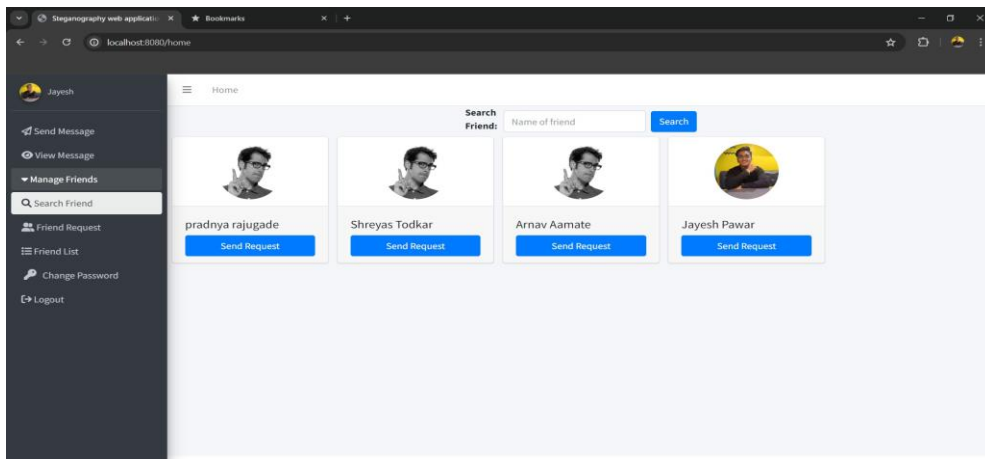 Steganography web applicatio
Bookmarks
localhost:8080/home
Jayesh
Home
Send Message
View Message
Manage Friends
Search Friend
Friend Request
Friend List
Change Password
Logout
Search
Friend:
Name of friend
Search
pradnya rajugade
Shreyas Todkar
Arnav Aamate
Jayesh Pawar
Send Request
Send Request
Send Request
Send Request